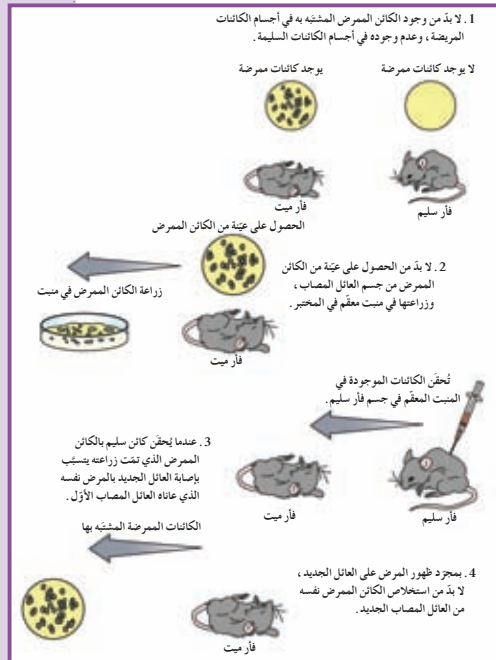 1. لا بدّ من وجود الكائن الممرض المشتبه به في أجسام الكائنات
المريضة، وعدم وجوده في أجسام الكائنات السليمة.
لا يوجد كائنات ممرضة
يوجد كائنات ممرضة
فأر سليم
فأر ميت
الحصول على عيّنة من الكائن الممرض
2. لا بدّ من الحصول على عيّنة من الكائن
الممرض من جسم العائل المصاب،
وزراعتها في منبت معقّم في المختبر.
زراعة الكائن الممرض في منبت
فأر ميت
تُحقَن الكائنات الموجودة في
المنبت المعقّم في جسم فأر سليم.
3. عندما يُحقَن كائن سليم بالكائن
الممرض الذي تمّت زراعته يتسبّب
بإصابة العائل الجديد بالمرض نفسه
الذي عاناه العائل المصاب الأوّل.
فأر سليم
فأر ميت
الكائنات الممرضة المشتبه بها
4. بمجرّد ظهور المرض على العائل الجديد،
لا بدّ من استخلاص الكائن الممرض نفسه
من العائل المصاب الجديد.
فأر ميت